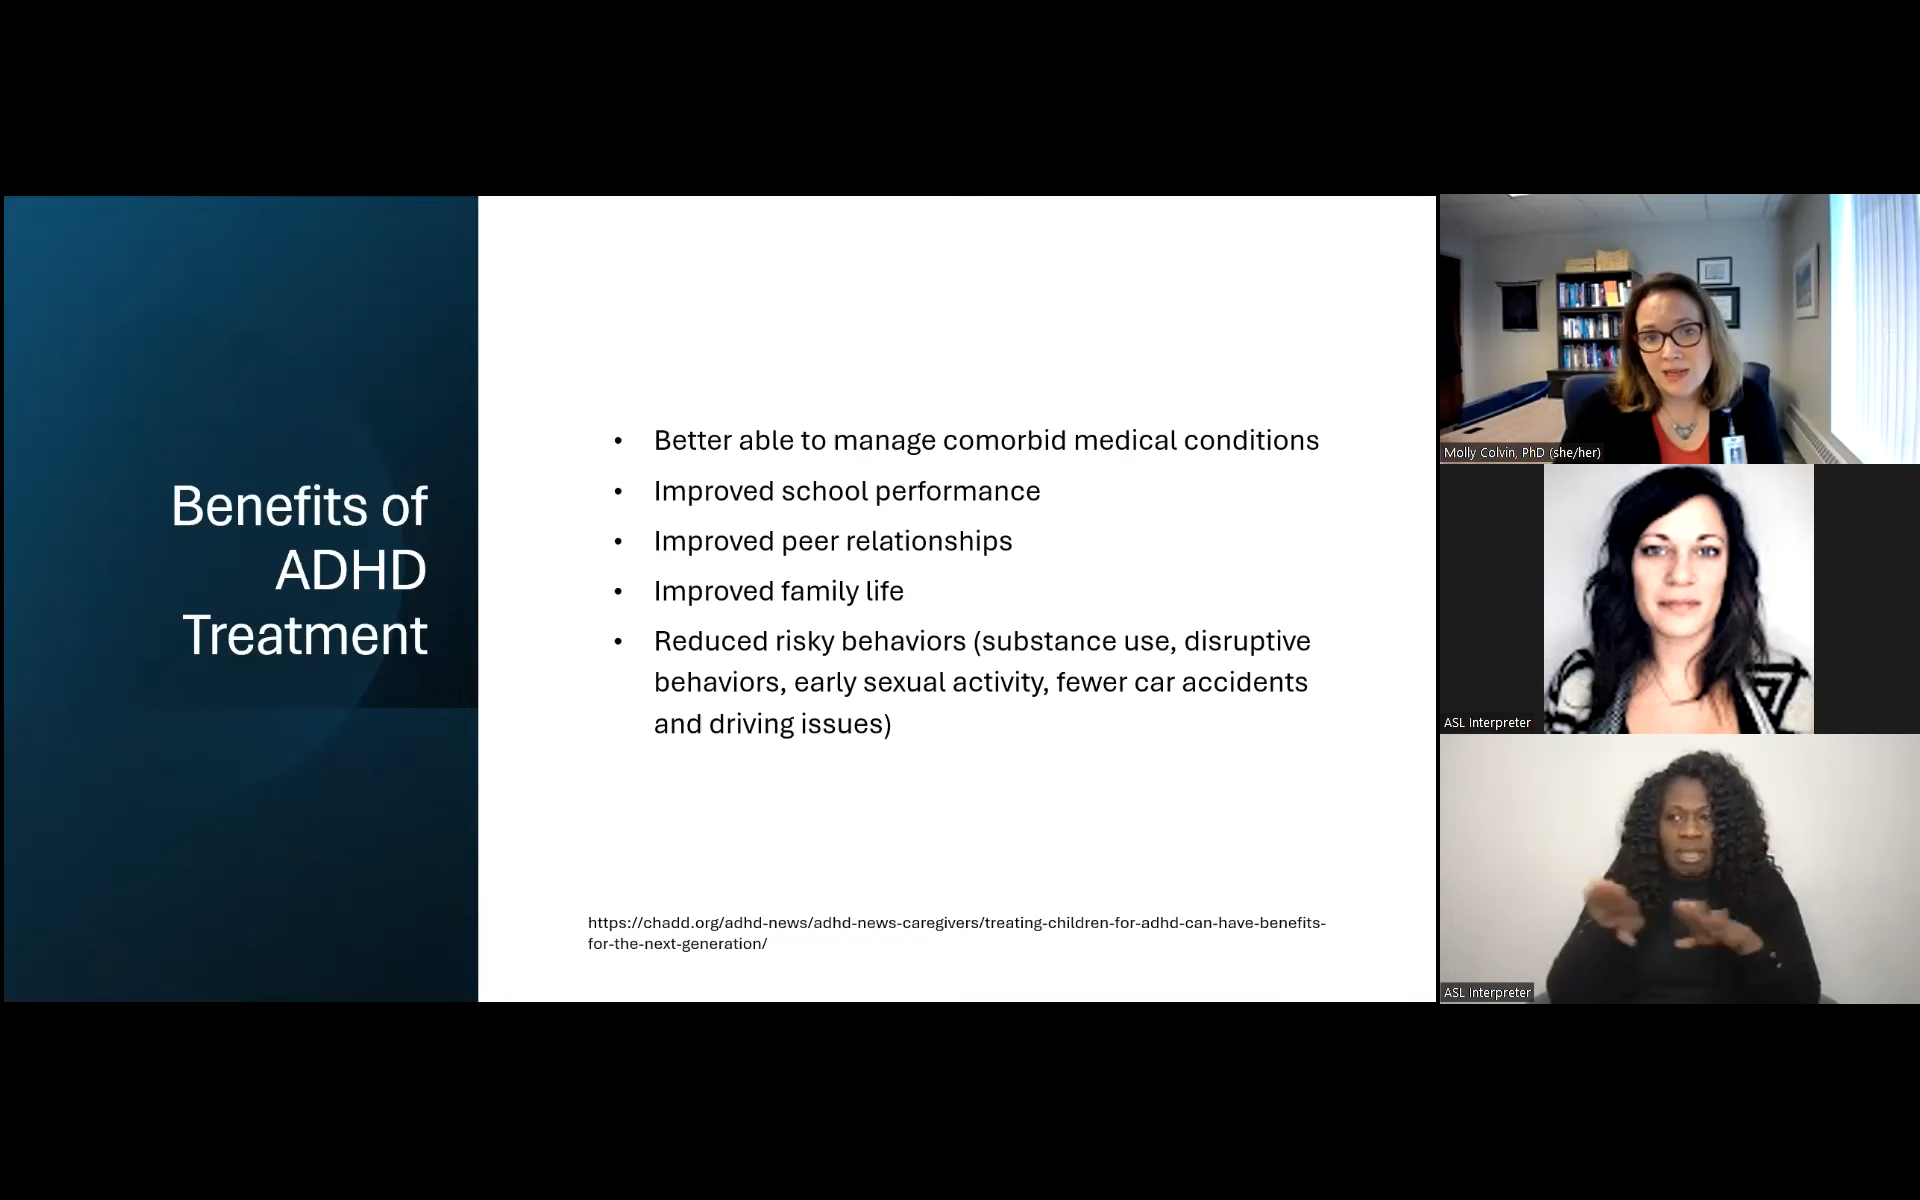 Benefits of
ADHD
Treatment
• Better able to manage comorbid medical conditions
• Improved school performance
• Improved peer relationships
• Improved family life
• Reduced risky behaviors (substance use, disruptive
behaviors, early sexual activity, fewer car accidents
and driving issues)
https://chadd.org/adhd-news/adhd-news-caregivers/treating-children-for-adhd-can-have-benefits-
for-the-next-generation/
Molly Colvin, PhD (she/her)
ASL Interpreter
ASL Interpreter